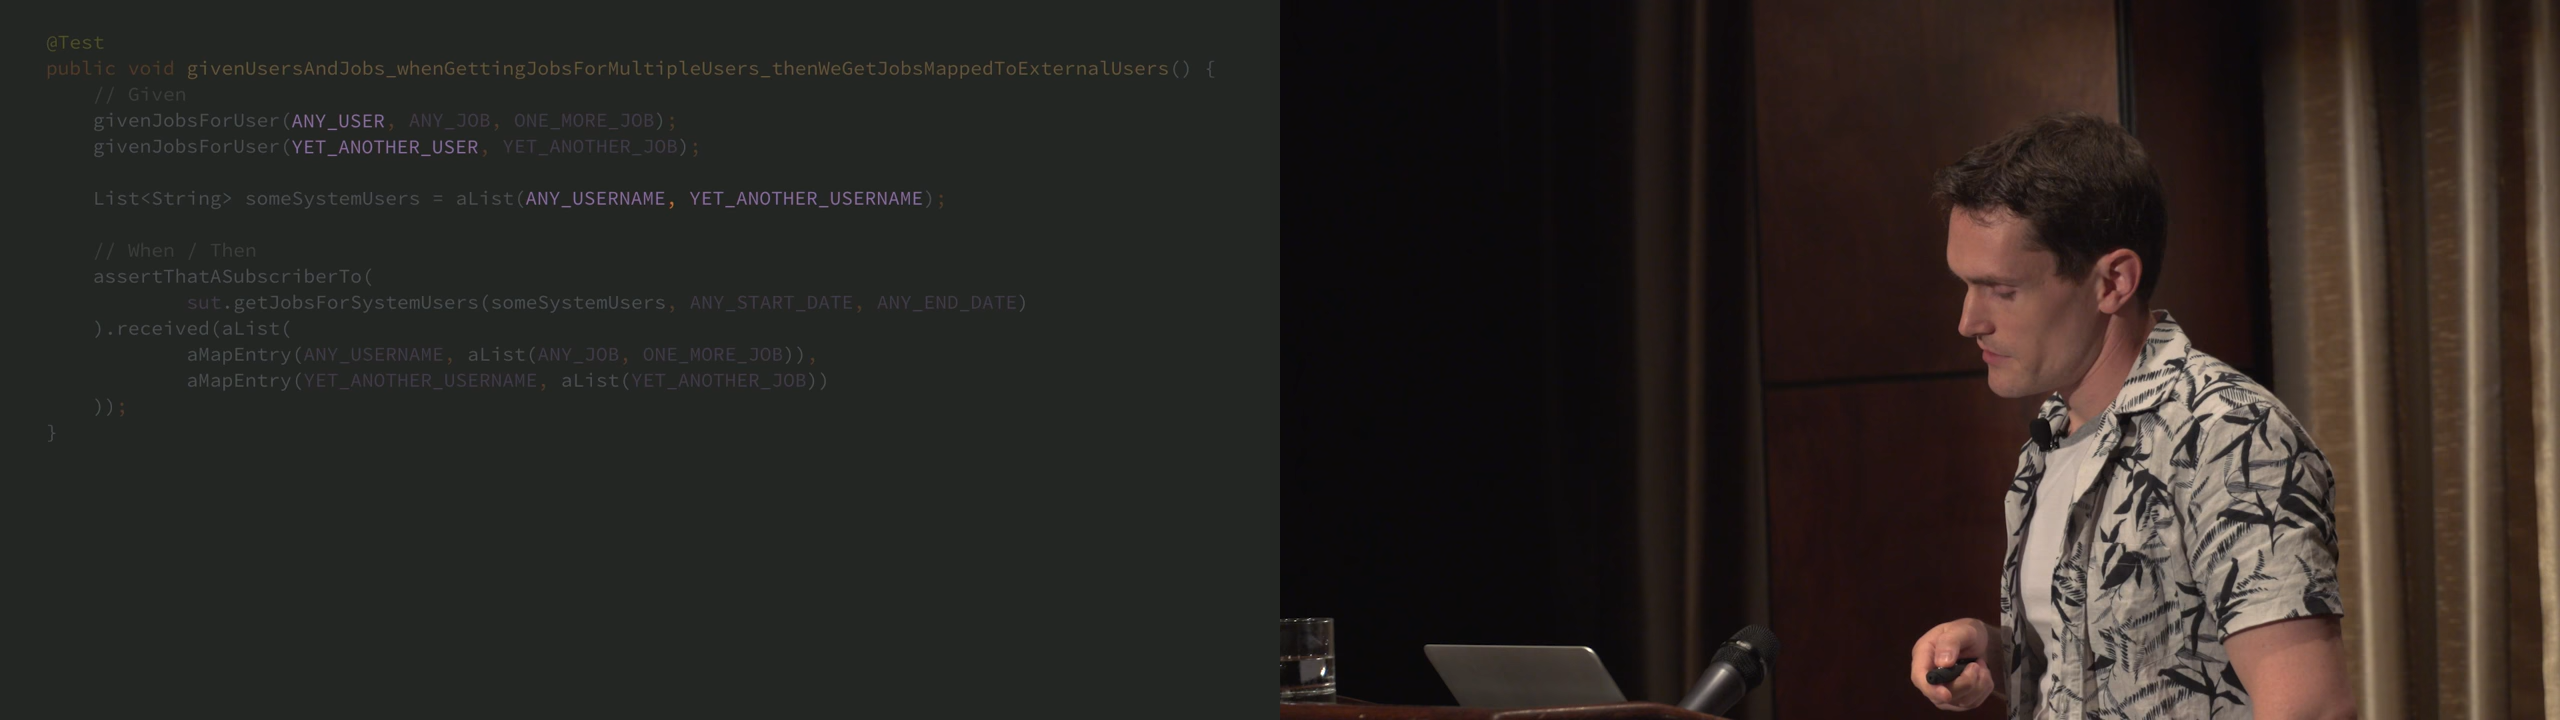 @Test
public void givenUsersAndJobs_whenGettingJobsForMultipleUsers_thenWeGetJobsMappedToExternalUsers() {
// Given
givenJobsForUser(ANY_USER, ANY_JOB, ONE_MORE_JOB);
givenJobsForUser(YET_ANOTHER_USER, YET_ANOTHER_JOB);
List<String> someSystemUsers = aList(ANY_USERNAME, YET_ANOTHER_USERNAME);
// When / Then
assertThatASubscriberTo(
sut.getJobsForSystemUsers(someSystemUsers, ANY_START_DATE, ANY_END_DATE)
).received(aList(
aMapEntry(ANY_USERNAME, aList(ANY_JOB, ONE_MORE_JOB)),
aMapEntry(YET_ANOTHER_USERNAME, aList(YET_ANOTHER_JOB))
));
}